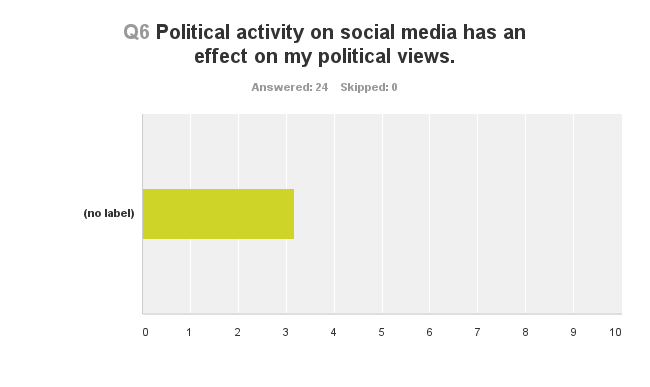 Q6 Political activity on social media has an
effect on my political views.
Answered: 24 Skipped: 0
(no label)
0 1 2 3 4 5 6 7 8 9 10